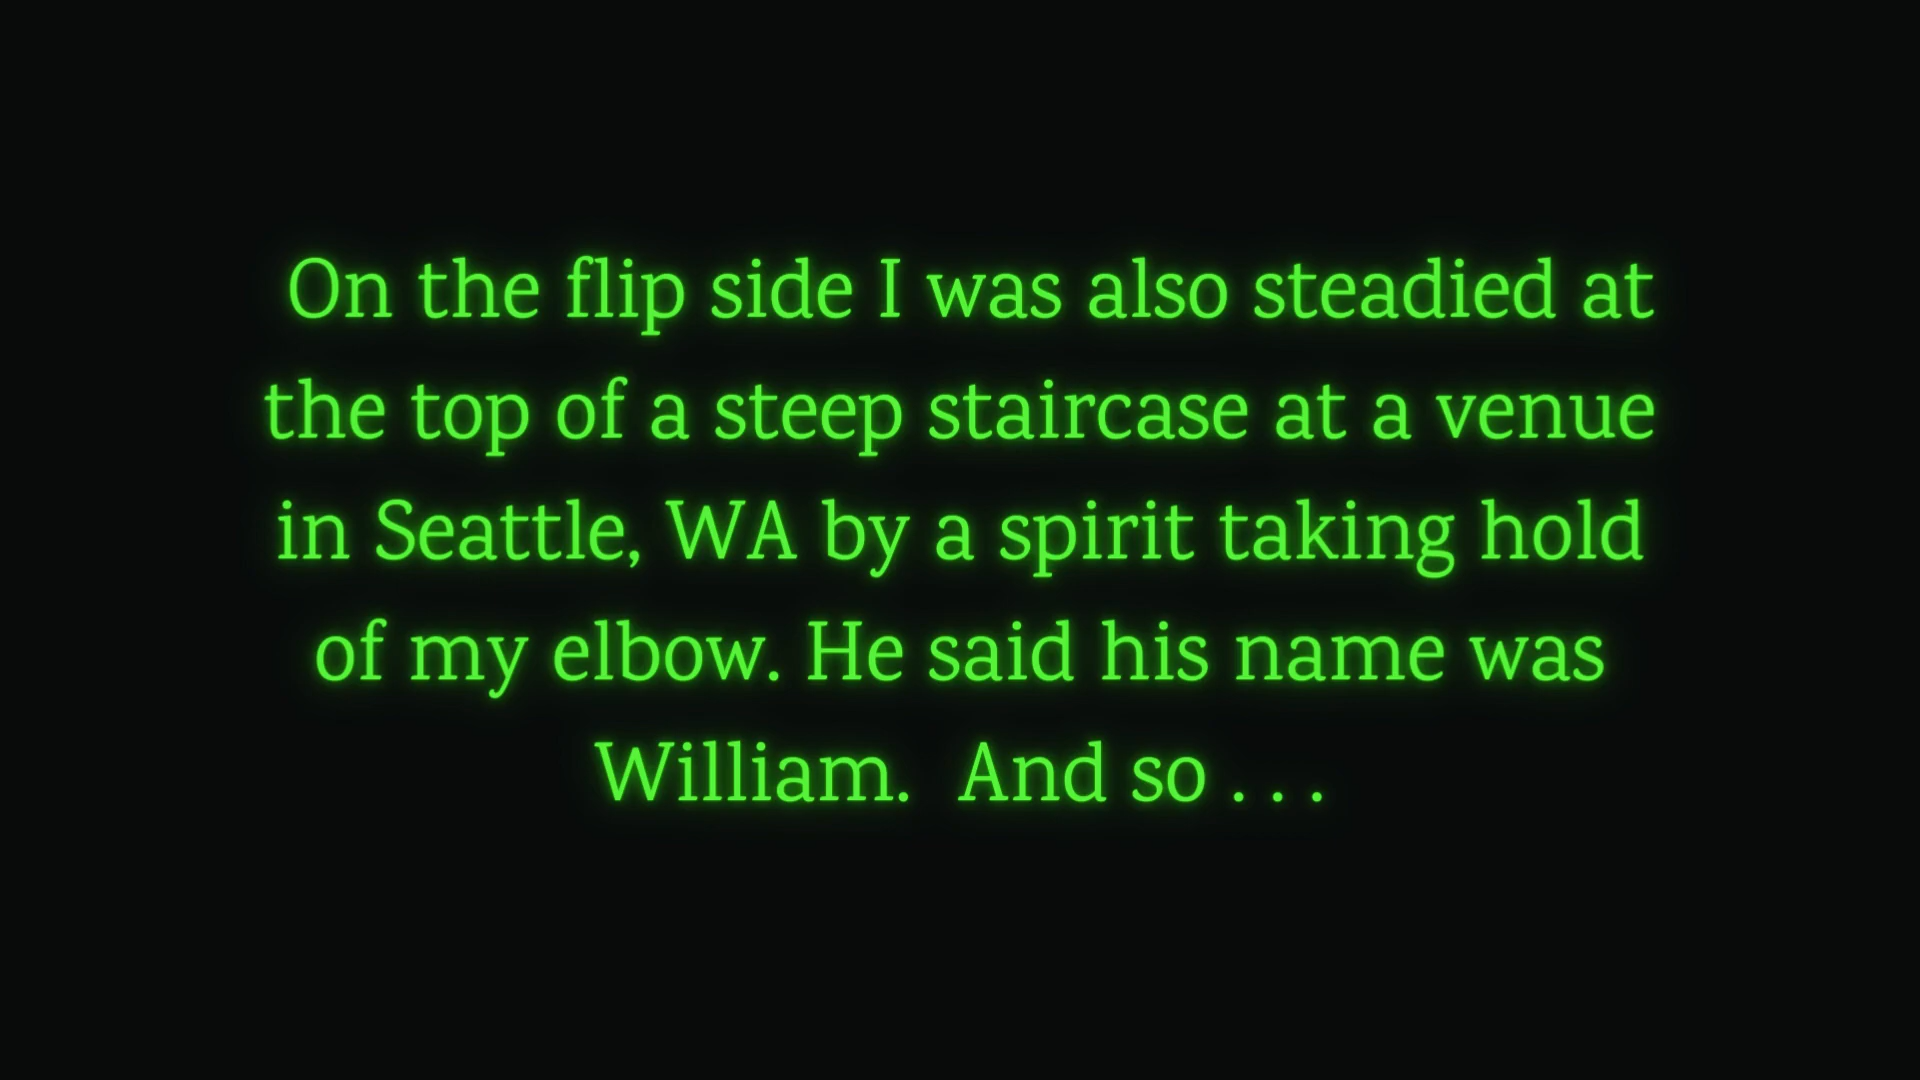 On the flip side I was also steadied at
the top of a steep staircase at a venue
in Seattle, WA by a spirit taking hold
of my elbow. He said his name was
William.  And so . . .